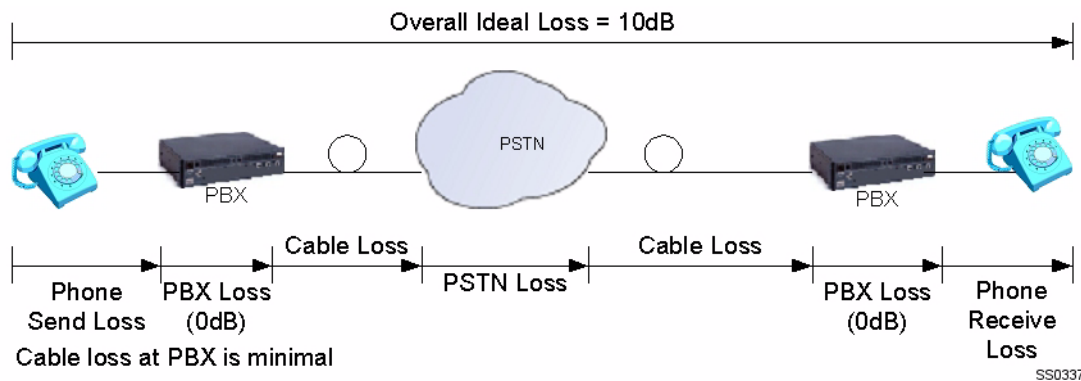 Overall Ideal Loss = 10dB
PSTN
PBX
PBX
Cable Loss
Cable Loss
Phone
Send Loss
PBX Loss
(0dB)
PSTN Loss
PBX Loss
(0dB)
Phone
Receive
Loss
Cable loss at PBX is minimal
SS0337